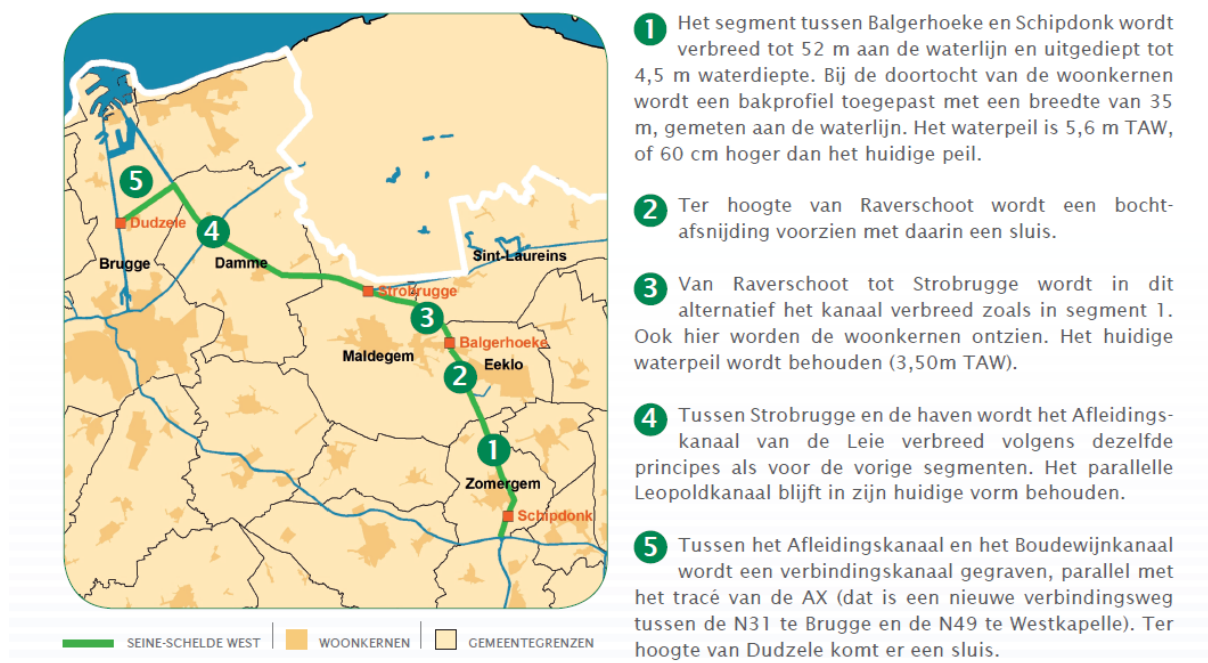 5
Dudzele
4
Brugge
Damme
Sint-Laureins
Strobrugge
3
Maldegem
Balgerhoeke
2
Eeklo
1
Zomergem
Schipdonk
SEINE-SCHELDE WEST
WOONKERNEN
GEMEENTEGRENZEN
1 Het segment tussen Balgerhoeke en Schipdonk wordt
verbreed tot 52 m aan de waterlijn en uitgediept tot
4,5 m waterdiepte. Bij de doortocht van de woonkernen
wordt een bakprofiel toegepast met een breedte van 35
m, gemeten aan de waterlijn. Het waterpeil is 5,6 m TAW,
of 60 cm hoger dan het huidige peil.
2 Ter hoogte van Raverschoot wordt een bocht-
afsnijding voorzien met daarin een sluis.
3 Van Raverschoot tot Strobrugge wordt in dit
alternatief het kanaal verbreed zoals in segment 1.
Ook hier worden de woonkernen ontzien. Het huidige
waterpeil wordt behouden (3,50m TAW).
4 Tussen Strobrugge en de haven wordt het Afleidings-
kanaal van de Leie verbreed volgens dezelfde
principes als voor de vorige segmenten. Het parallelle
Leopoldkanaal blijft in zijn huidige vorm behouden.
5 Tussen het Afleidingskanaal en het Boudewijnkanaal
wordt een verbindingskanaal gegraven, parallel met
het tracé van de AX (dat is een nieuwe verbindingsweg
tussen de N31 te Brugge en de N49 te Westkapelle). Ter
hoogte van Dudzele komt er een sluis.